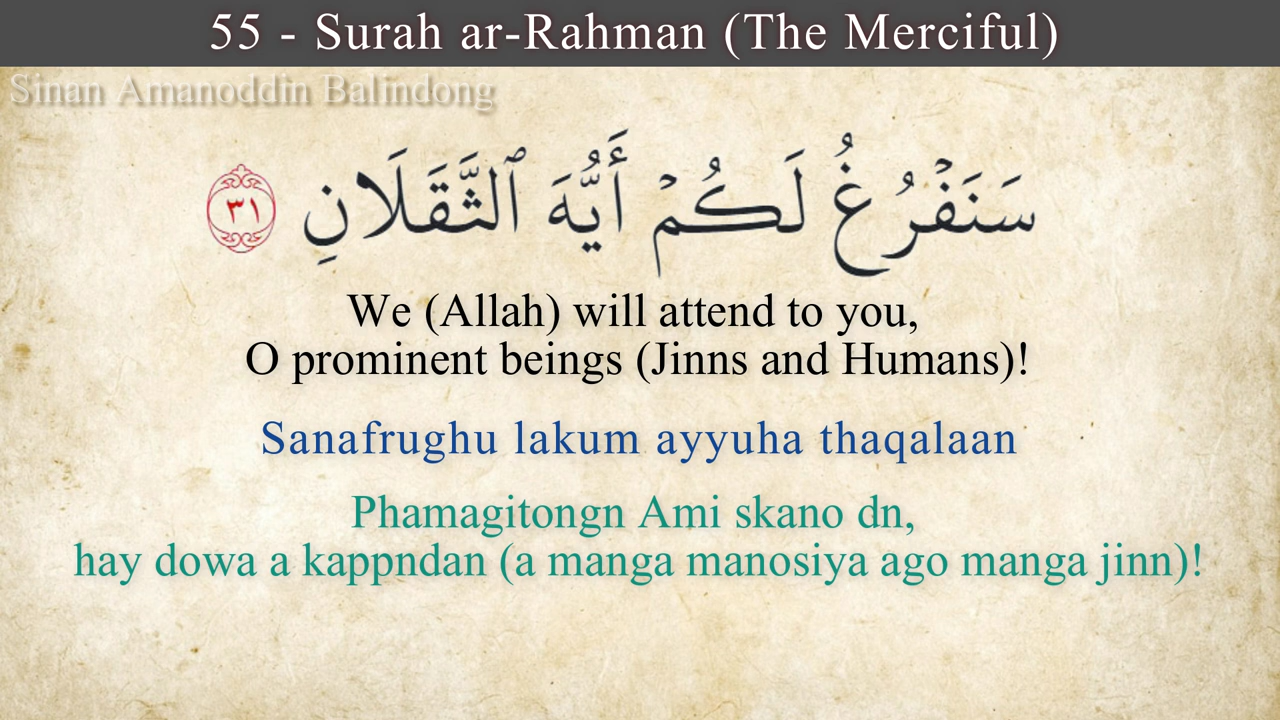 55 - Surah ar-Rahman (The Merciful)
Sinan Amanoddin Balindong
سَنَفْرُغُ لَكُمْ أَيُّهَ ٱلثَّقَلَانِ ٣١
We (Allah) will attend to you,
O prominent beings (Jinns and Humans)!
Sanafrughu lakum ayyuha thaqalaan
Phamagitongn Ami skano dn,
hay dowa a kappndan (a manga manosiya ago manga jinn)!